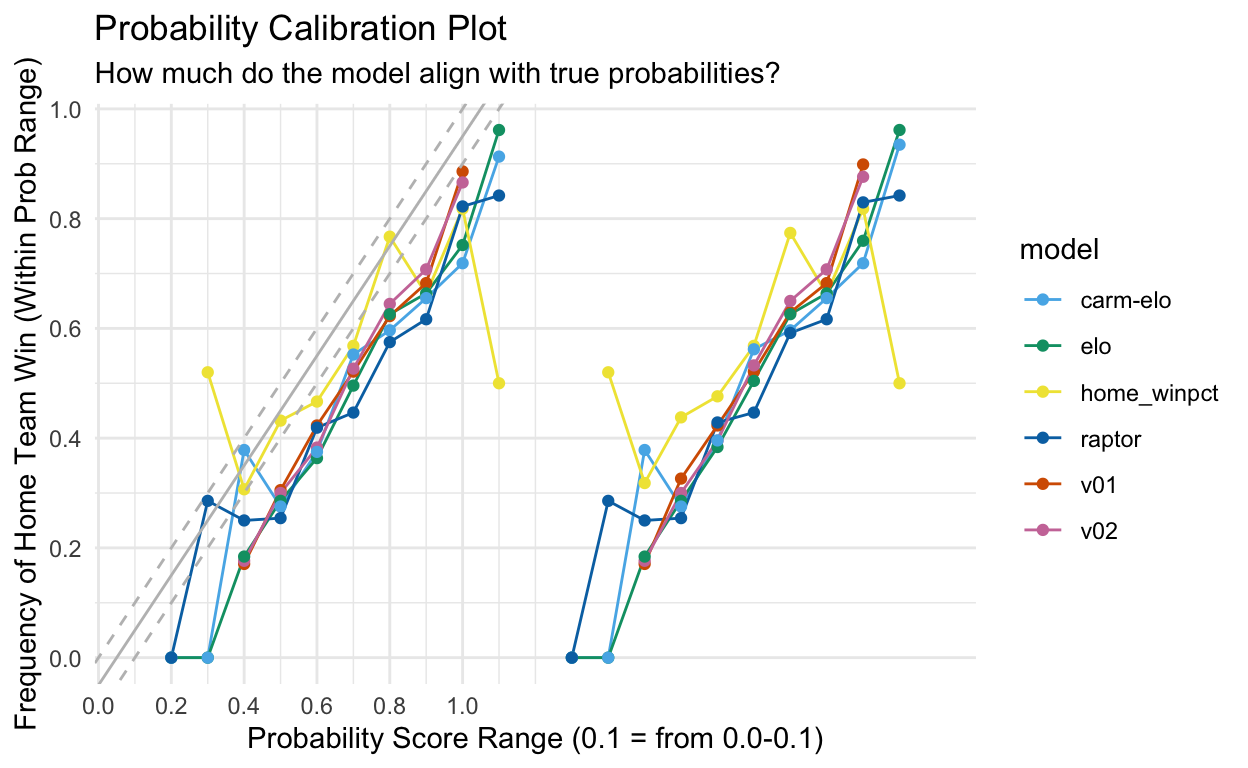 Probability Calibration Plot
How much do the model align with true probabilities?
Frequency of Home Team Win (Within Prob Range)
1.0
0.8
0.6
0.4
0.2
0.0
0.0 0.2 0.4 0.6 0.8 1.0
Probability Score Range (0.1 = from 0.0-0.1)
model
carm-elo
elo
home_winpct
raptor
v01
v02